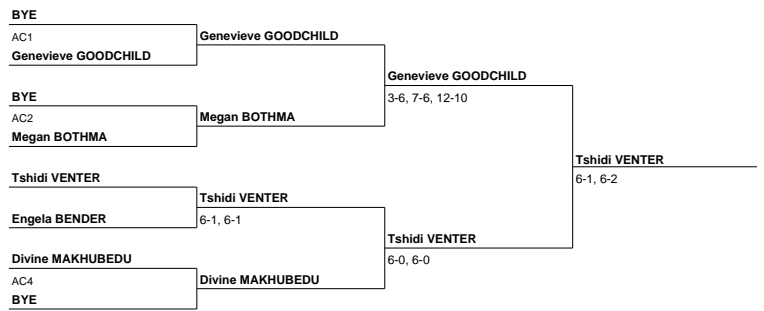 BYE
AC1
Genevieve GOODCHILD
Genevieve GOODCHILD
Genevieve GOODCHILD
3-6, 7-6, 12-10
BYE
AC2
Megan BOTHMA
Megan BOTHMA
Tshidi VENTER
6-1, 6-2
Tshidi VENTER
Tshidi VENTER
6-1, 6-1
Engela BENDER
Tshidi VENTER
6-0, 6-0
Divine MAKHUBEDU
AC4
Divine MAKHUBEDU
BYE